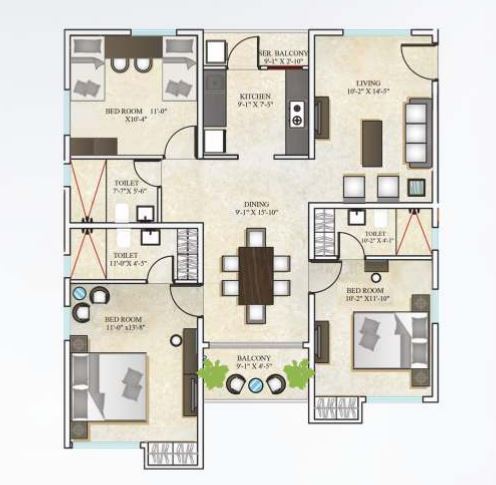 SER. BALCONY
9'-1" X 2'-10"
LIVING
10'-2" X 14'-5"
KITCHEN
9'-1" X 7'-5"
BED ROOM 11'-0"
X10'-4"
TOILET
7'-7" X 5'-6"
DINING
9'-1" X 15'-10"
TOILET
10'-2" X 4'-1"
TOILET
11'-0" X 4'-5"
BED ROOM
10'-2" X11'-10"
BED ROOM
11'-0" x13'-8"
BALCONY
9'-1" X 4'-5"